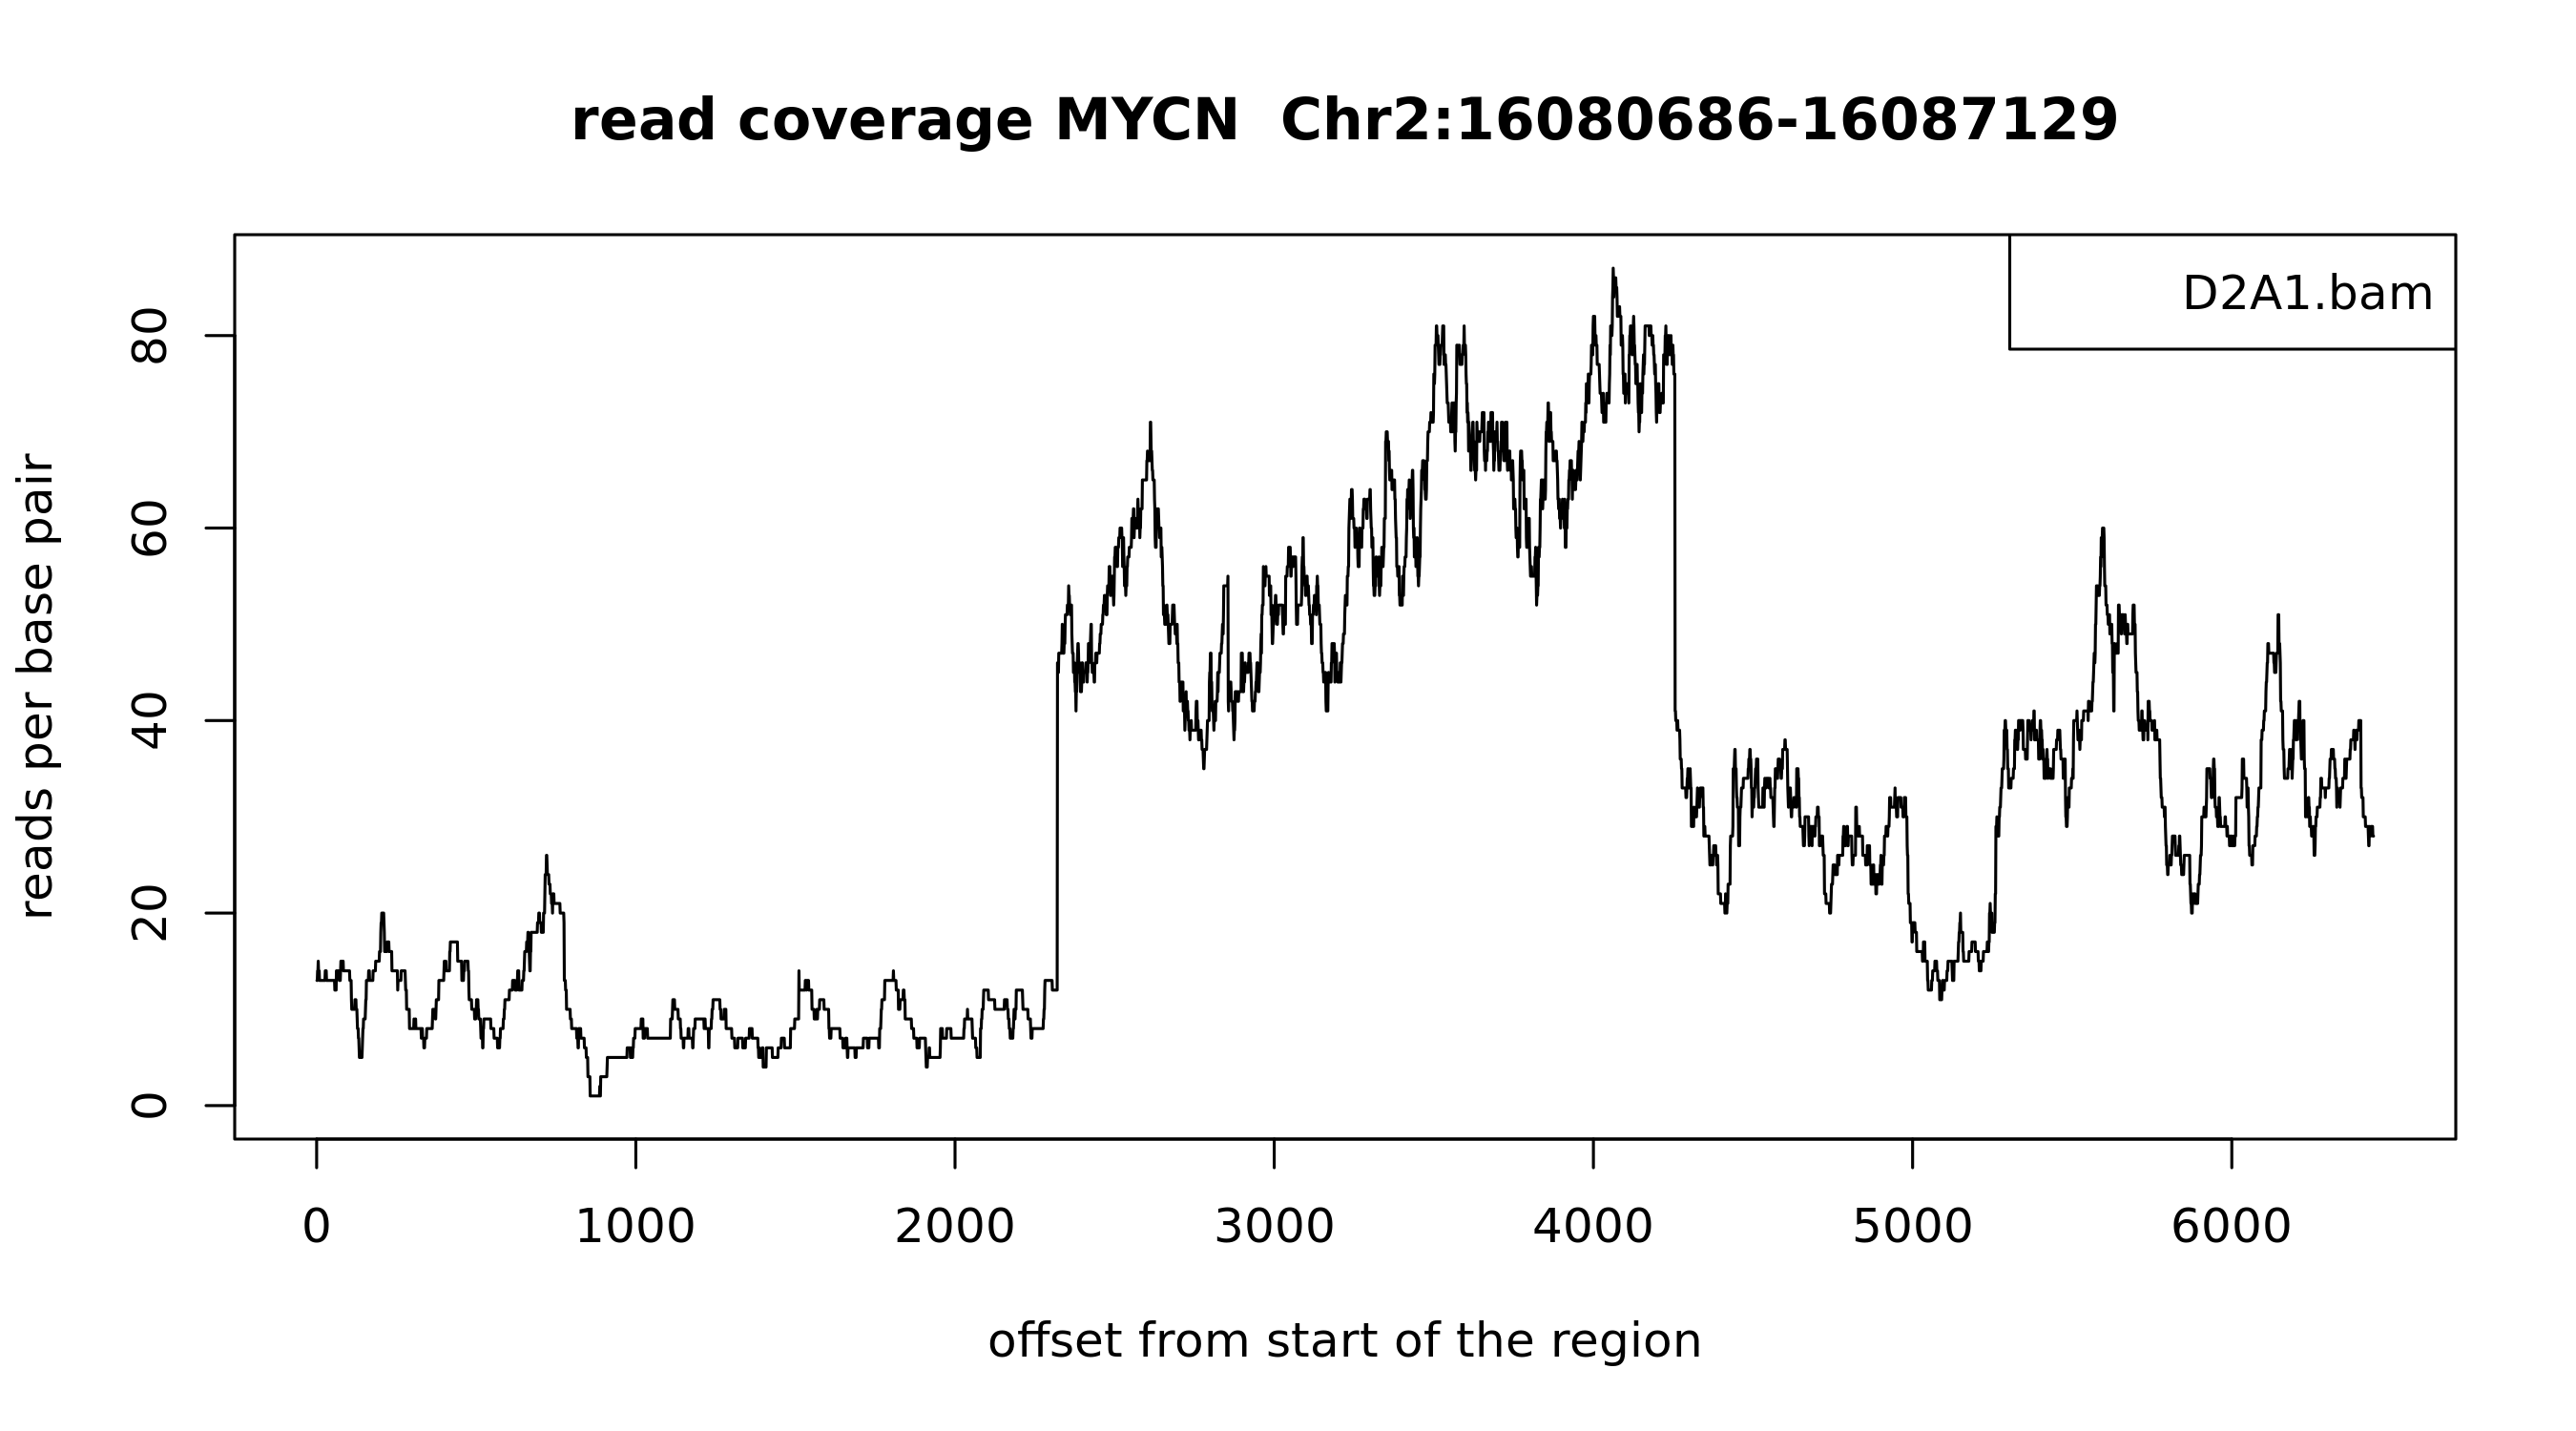 read coverage MYCN  Chr2:16080686-16087129
D2A1.bam
reads per base pair
80
60
40
20
0
0 1000 2000 3000 4000 5000 6000
offset from start of the region